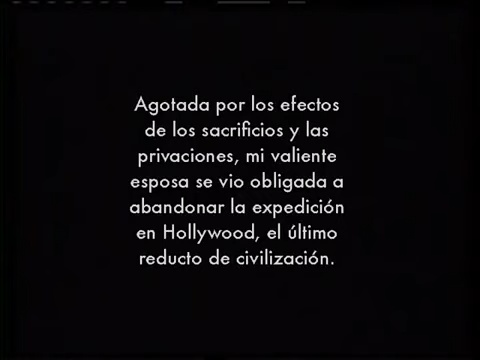 Agotada por los efectos
de los sacrificios y las
privaciones, mi valiente
esposa se vio obligada a
abandonar la expedición
en Hollywood, el último
reducto de civilización.